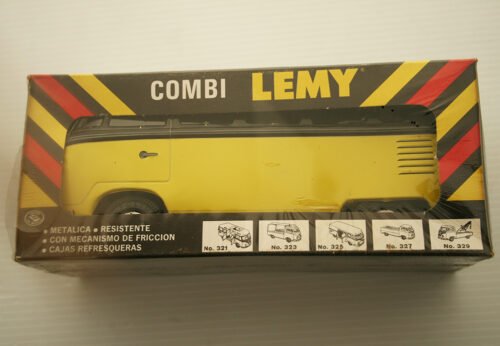 COMBI LEMY
• METALICA • RESISTENTE
• CON MECANISMO DE FRICCION
• CAJAS REFRESQUERAS
No. 321
No. 323
No. 325
No. 327
No. 329